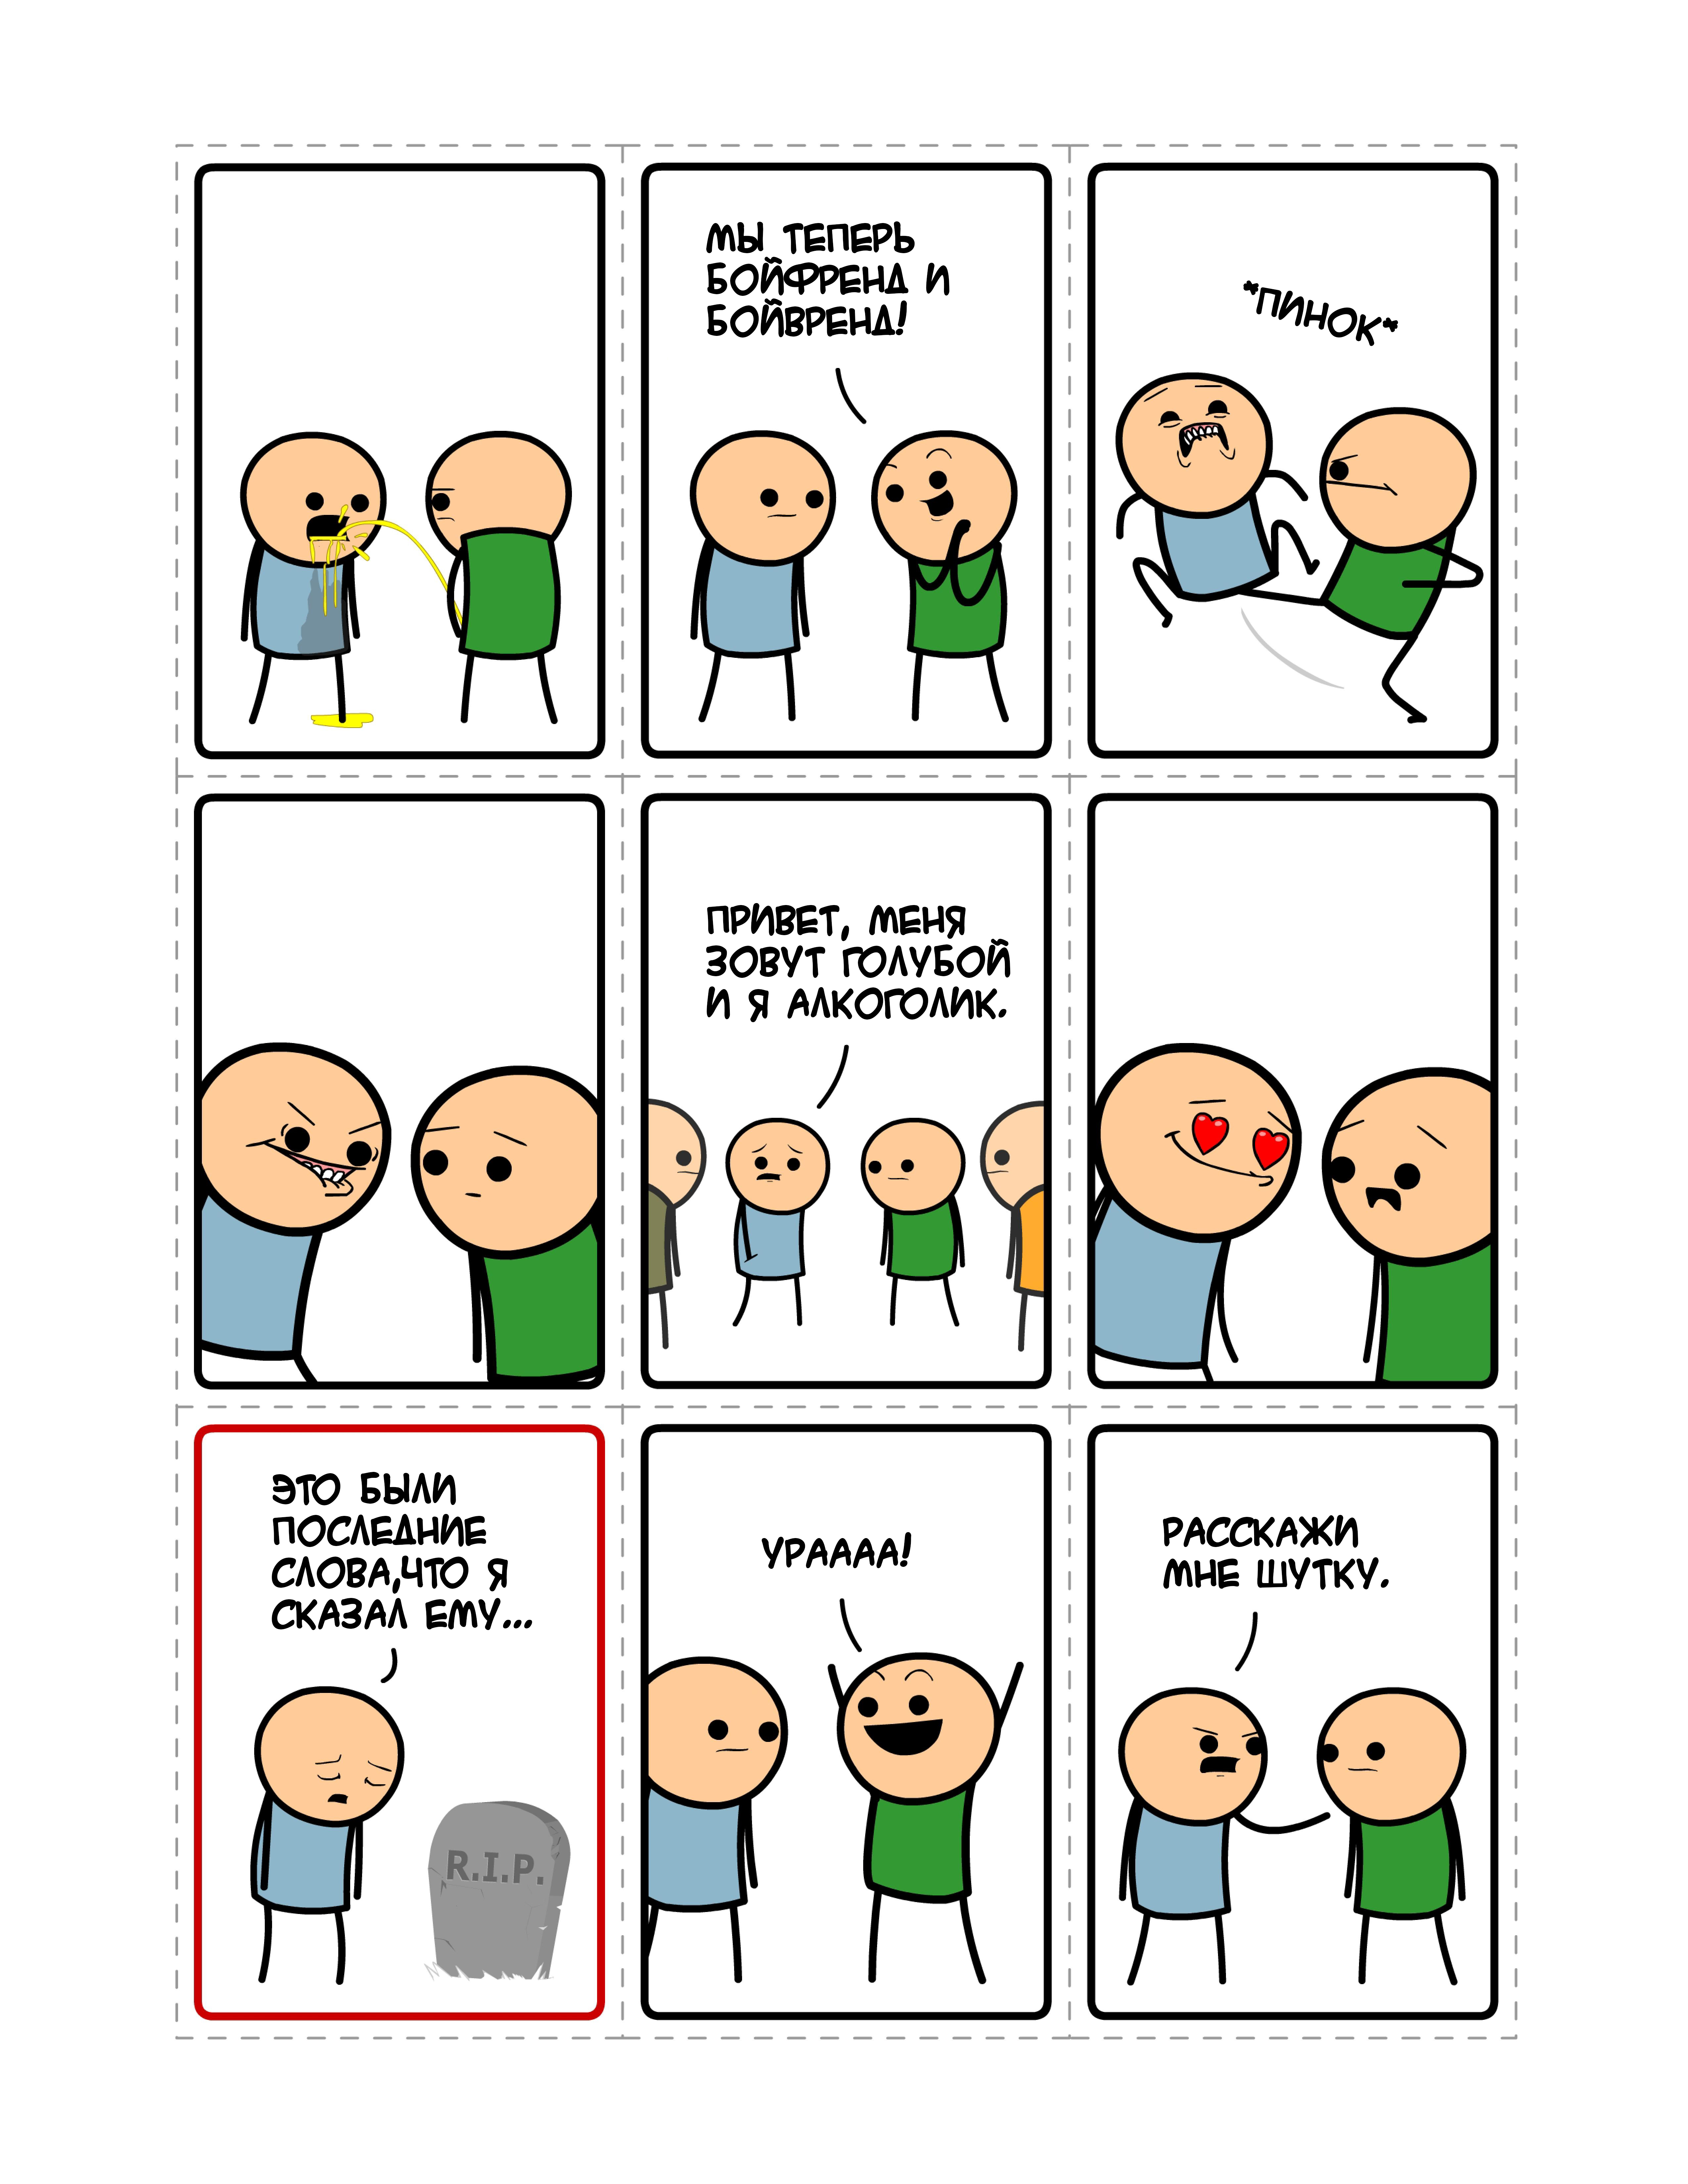 МЫ ТЕПЕРЬ
БОЙФРЕНД И
БОЙВРЕНД!
*ПИНОК*
ПРИВЕТ, МЕНЯ
ЗОВУТ ГОЛУБОЙ
И Я АЛКОГОЛИК.
ЭТО БЫЛИ
ПОСЛЕДНИЕ
СЛОВА,ЧТО Я
СКАЗАЛ ЕМУ...
R.I.P.
УРАААА!
РАССКАЖИ
МНЕ ШУТКУ.